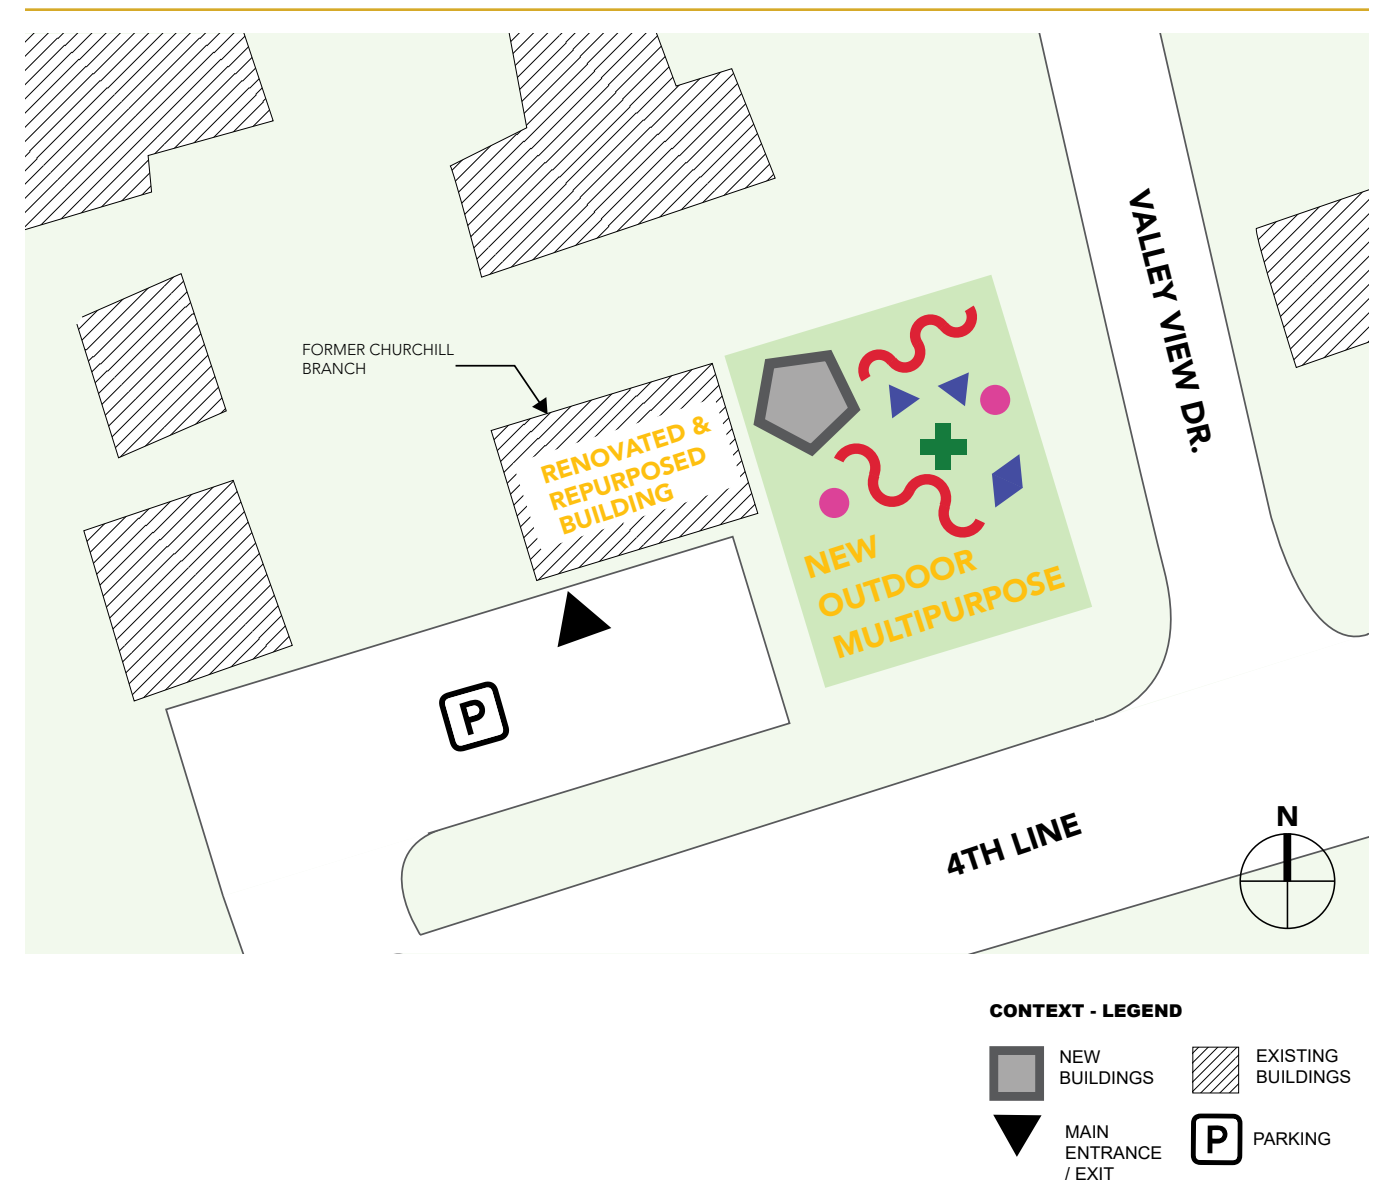 VALLEY VIEW DR.
FORMER CHURCHILL
BRANCH
RENOVATED &
REPURPOSED
BUILDING
NEW
OUTDOOR
MULTIPURPOSE
P
4TH LINE
N
CONTEXT - LEGEND
NEW
BUILDINGS
EXISTING
BUILDINGS
MAIN
ENTRANCE
/ EXIT
P
PARKING